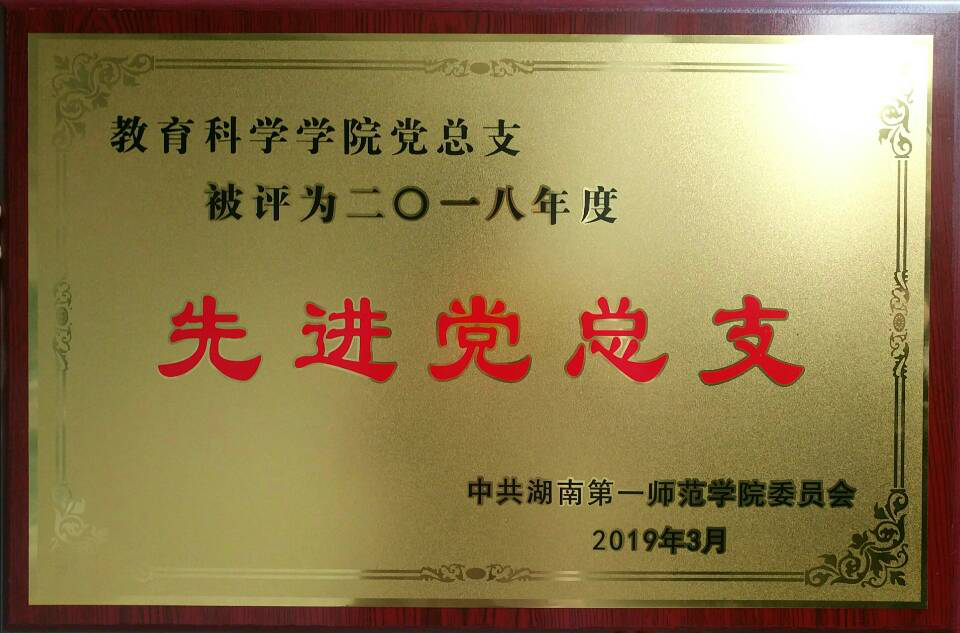 教育科学学院党总支
被评为二〇一八年度
先进党总支
中共湖南第一师范学院委员会
2019年3月